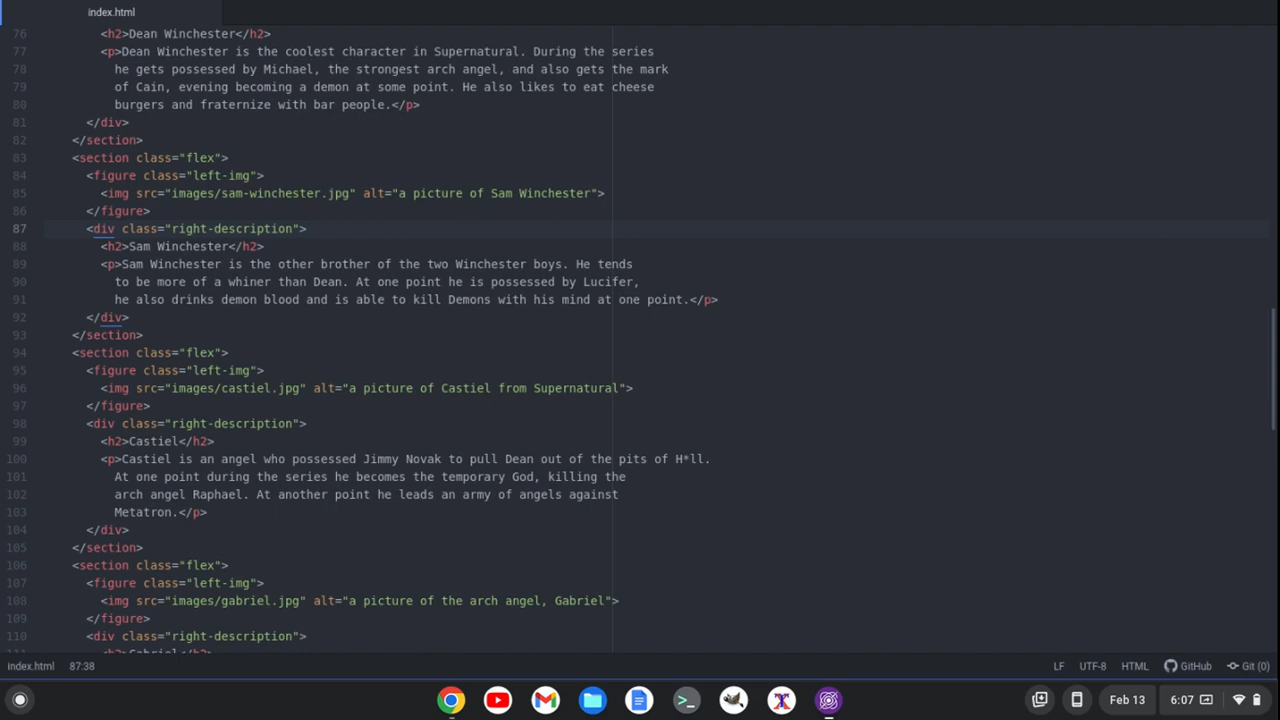 index.html
76 <h2>Dean Winchester</h2>
77 <p>Dean Winchester is the coolest character in Supernatural. During the series
78 he gets possessed by Michael, the strongest arch angel, and also gets the mark
79 of Cain, evening becoming a demon at some point. He also likes to eat cheese
80 burgers and fraternize with bar people.</p>
81 </div>
82 </section>
83 <section class="flex">
84 <figure class="left-img">
85 <img src="images/sam-winchester.jpg" alt="a picture of Sam Winchester">
86 </figure>
87 <div class="right-description">
88 <h2>Sam Winchester</h2>
89 <p>Sam Winchester is the other brother of the two Winchester boys. He tends
90 to be more of a whiner than Dean. At one point he is possessed by Lucifer,
91 he also drinks demon blood and is able to kill Demons with his mind at one point.</p>
92 </div>
93 </section>
94 <section class="flex">
95 <figure class="left-img">
96 <img src="images/castiel.jpg" alt="a picture of Castiel from Supernatural">
97 </figure>
98 <div class="right-description">
99 <h2>Castiel</h2>
100 <p>Castiel is an angel who possessed Jimmy Novak to pull Dean out of the pits of H*ll.
101 At one point during the series he becomes the temporary God, killing the
102 arch angel Raphael. At another point he leads an army of angels against
103 Metatron.</p>
104 </div>
105 </section>
106 <section class="flex">
107 <figure class="left-img">
108 <img src="images/gabriel.jpg" alt="a picture of the arch angel, Gabriel">
109 </figure>
110 <div class="right-description">
111 <h2>Gabriel</h2>
index.html 87:38 LF UTF-8 HTML GitHub Git (0)
Feb 13 6:07